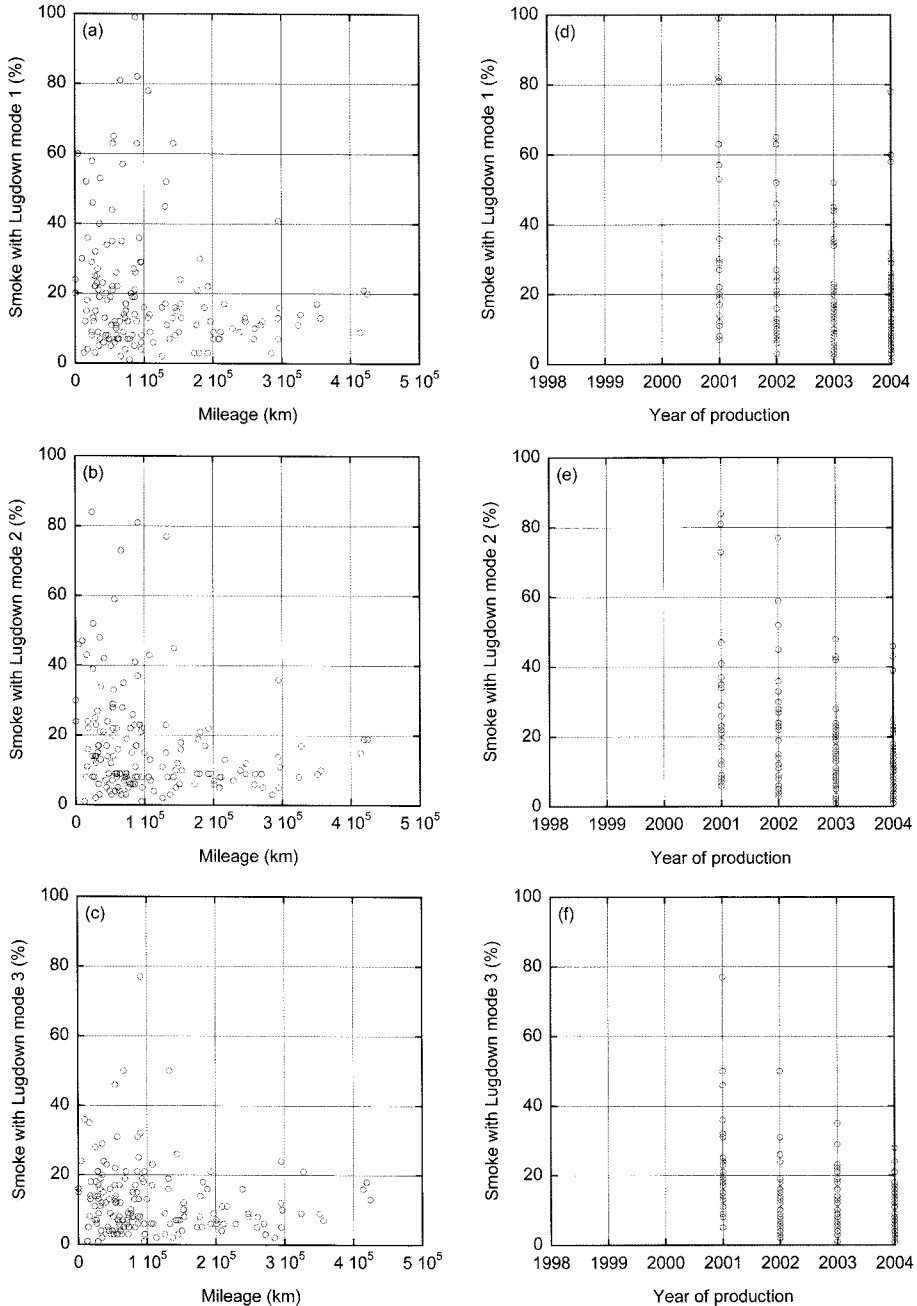 (a)
Smoke with Lugdown mode 1 (%)
100
80
60
40
20
0
0 1 10⁵ 2 10⁵ 3 10⁵ 4 10⁵ 5 10⁵
Mileage (km)
(d)
Smoke with Lugdown mode 1 (%)
100
80
60
40
20
0
1998 1999 2000 2001 2002 2003 2004
Year of production
(b)
Smoke with Lugdown mode 2 (%)
100
80
60
40
20
0
0 1 10⁵ 2 10⁵ 3 10⁵ 4 10⁵ 5 10⁵
Mileage (km)
(e)
Smoke with Lugdown mode 2 (%)
100
80
60
40
20
0
1998 1999 2000 2001 2002 2003 2004
Year of production
(c)
Smoke with Lugdown mode 3 (%)
100
80
60
40
20
0
0 1 10⁵ 2 10⁵ 3 10⁵ 4 10⁵ 5 10⁵
Mileage (km)
(f)
Smoke with Lugdown mode 3 (%)
100
80
60
40
20
0
1998 1999 2000 2001 2002 2003 2004
Year of production